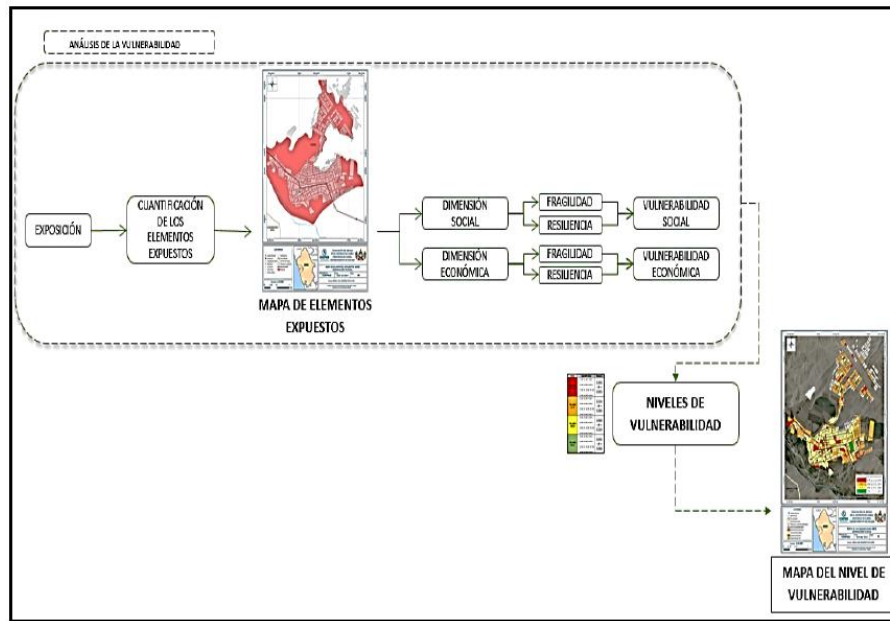 ANÁLISIS DE LA VULNERABILIDAD
EXPOSICIÓN
CUANTIFICACIÓN
DE LOS
ELEMENTOS
EXPUESTOS
MAPA DE ELEMENTOS
EXPUESTOS
DIMENSIÓN
SOCIAL
FRAGILIDAD
RESILIENCIA
VULNERABILIDAD
SOCIAL
DIMENSIÓN
ECONÓMICA
FRAGILIDAD
RESILIENCIA
VULNERABILIDAD
ECONÓMICA
NIVELES DE
VULNERABILIDAD
MAPA DEL NIVEL DE
VULNERABILIDAD